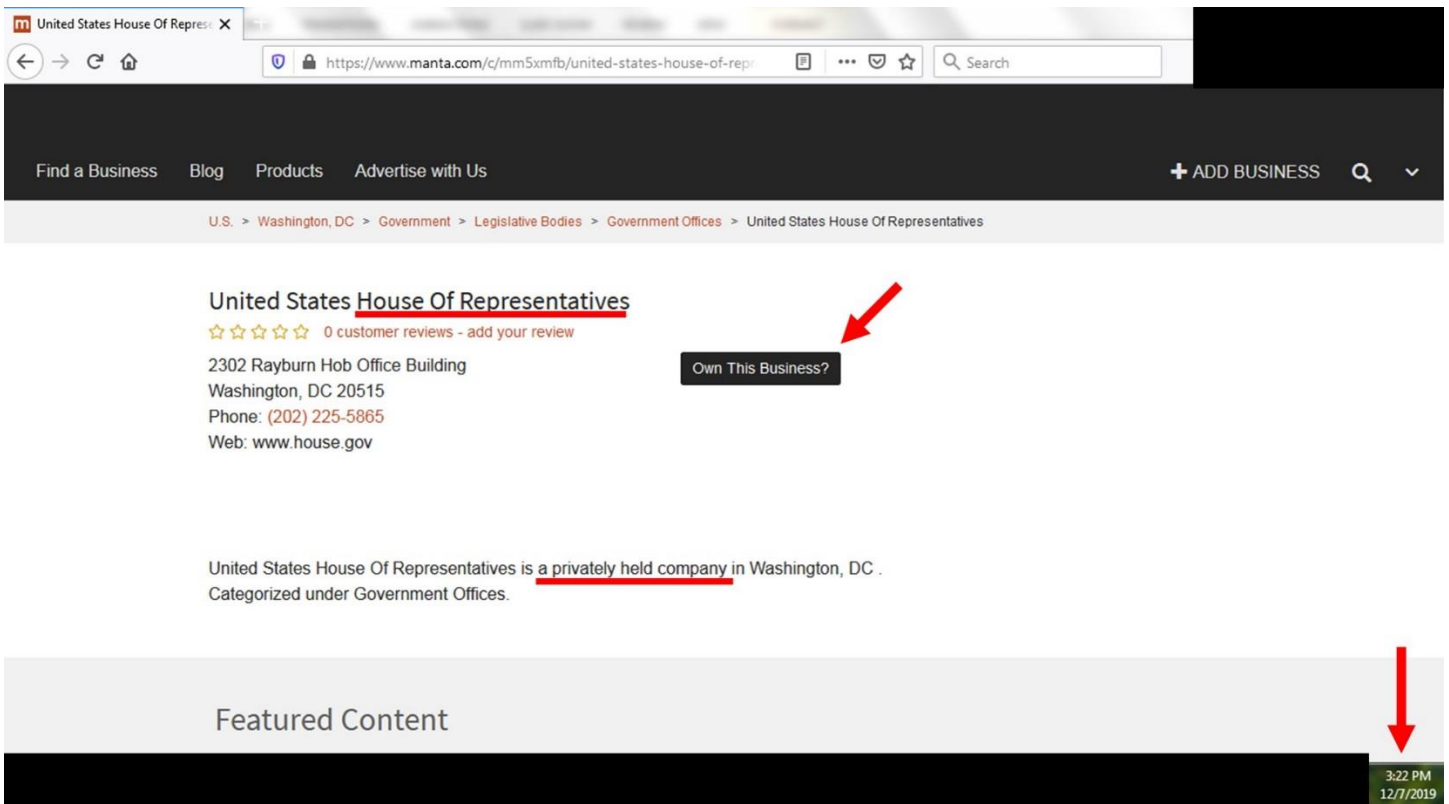 United States House Of Repres
https://www.manta.com/c/mm5xmfb/united-states-house-of-repr
Search
Find a Business Blog Products Advertise with Us + ADD BUSINESS
U.S. > Washington, DC > Government > Legislative Bodies > Government Offices > United States House Of Representatives
United States House Of Representatives
0 customer reviews - add your review
2302 Rayburn Hob Office Building
Own This Business?
Washington, DC 20515
Phone: (202) 225-5865
Web: www.house.gov
United States House Of Representatives is a privately held company in Washington, DC .
Categorized under Government Offices.
Featured Content
3:22 PM
12/7/2019